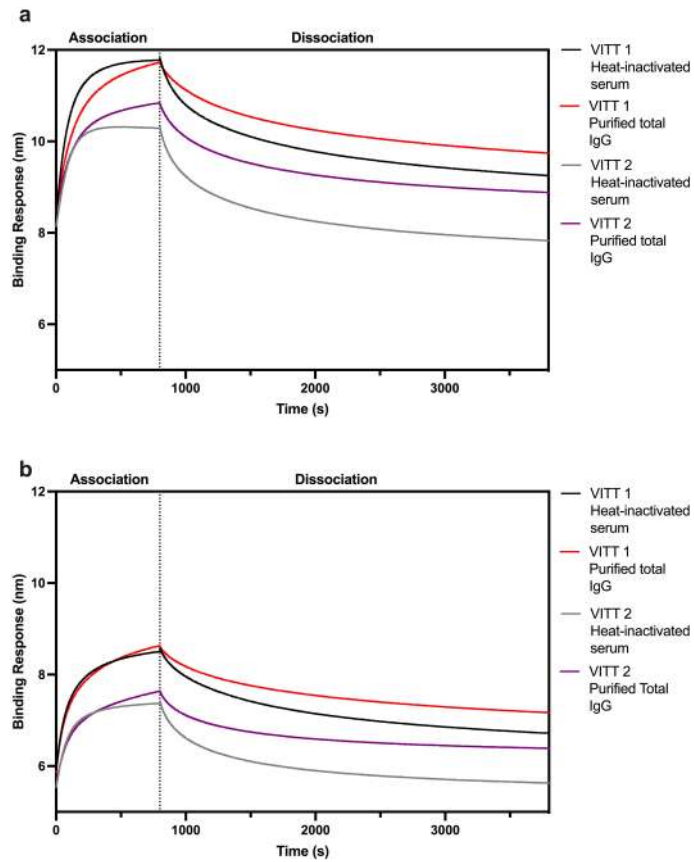 a
Association Dissociation
12
10
8
6
Binding Response (nm)
0 1000 2000 3000
Time (s)
VITT 1
Heat-inactivated
serum
VITT 1
Purified total
IgG
VITT 2
Heat-inactivated
serum
VITT 2
Purified total
IgG
b
Association Dissociation
12
10
8
6
Binding Response (nm)
0 1000 2000 3000
Time (s)
VITT 1
Heat-inactivated
serum
VITT 1
Purified total
IgG
VITT 2
Heat-inactivated
serum
VITT 2
Purified Total
IgG